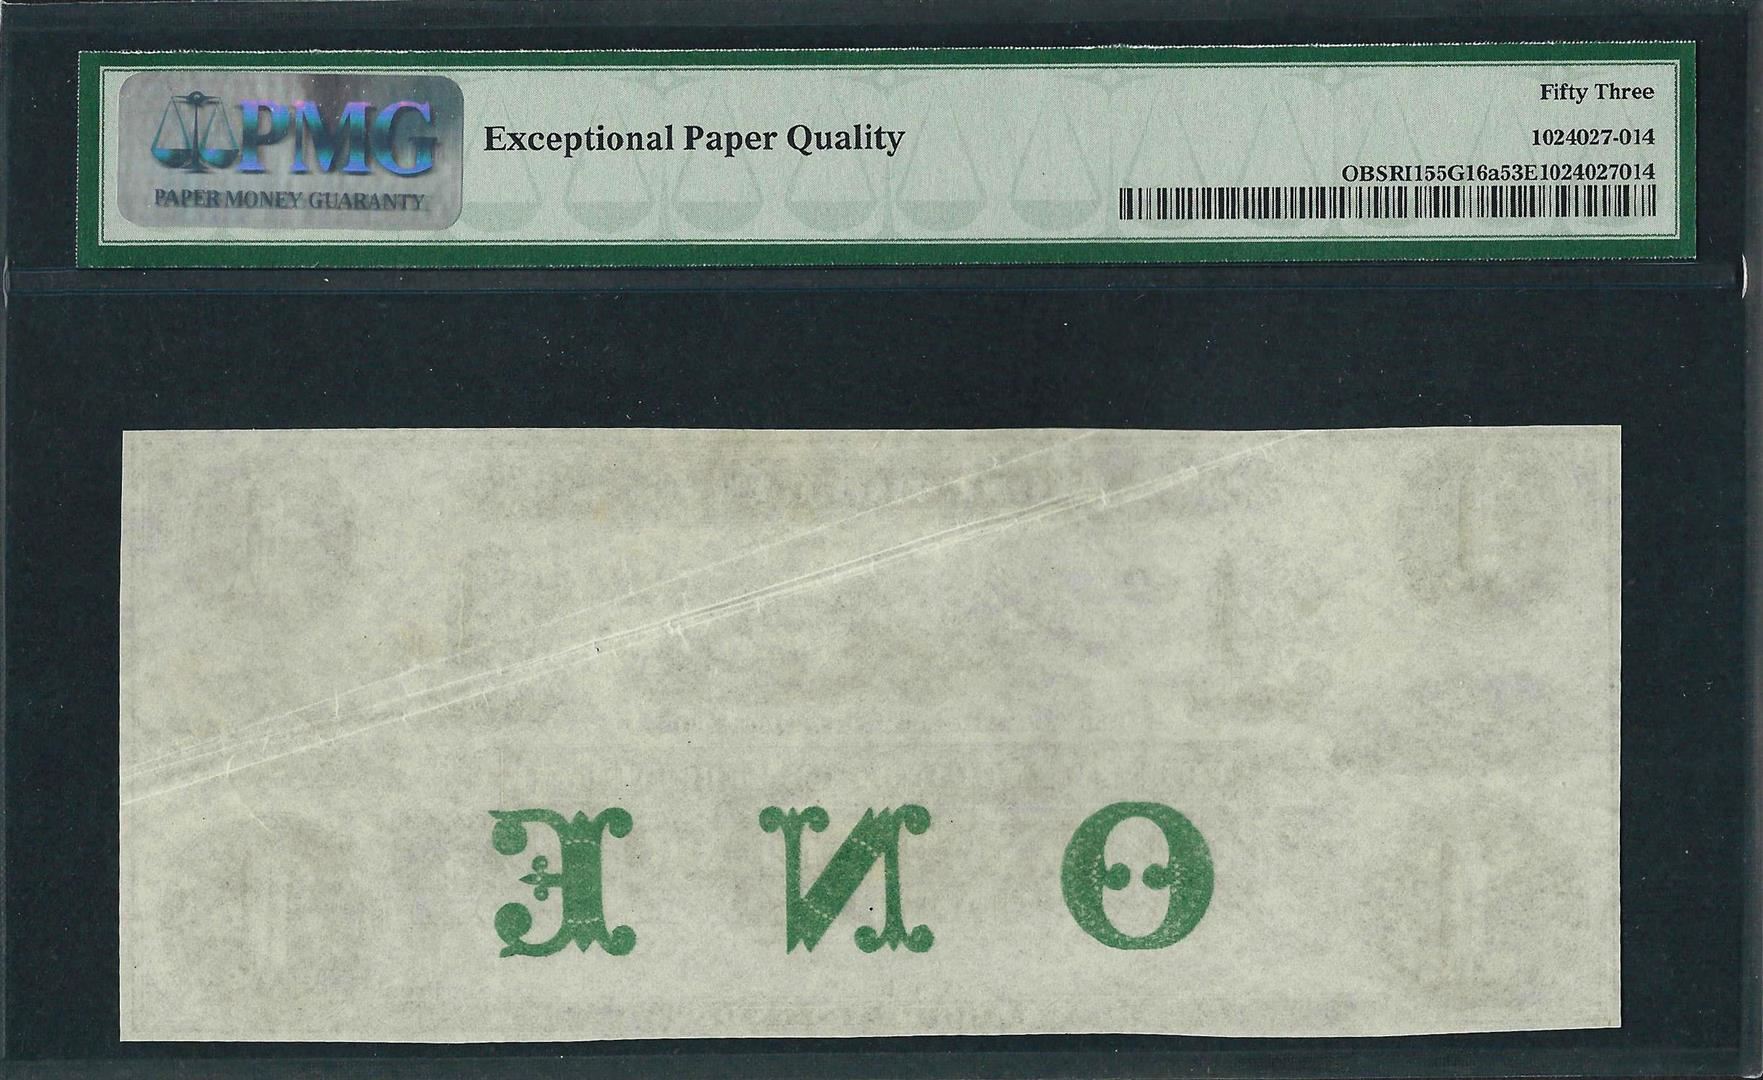 PMG
PAPER MONEY GUARANTY
Exceptional Paper Quality
Fifty Three
1024027-014
OBSRI155G16a53E1024027014
ONE